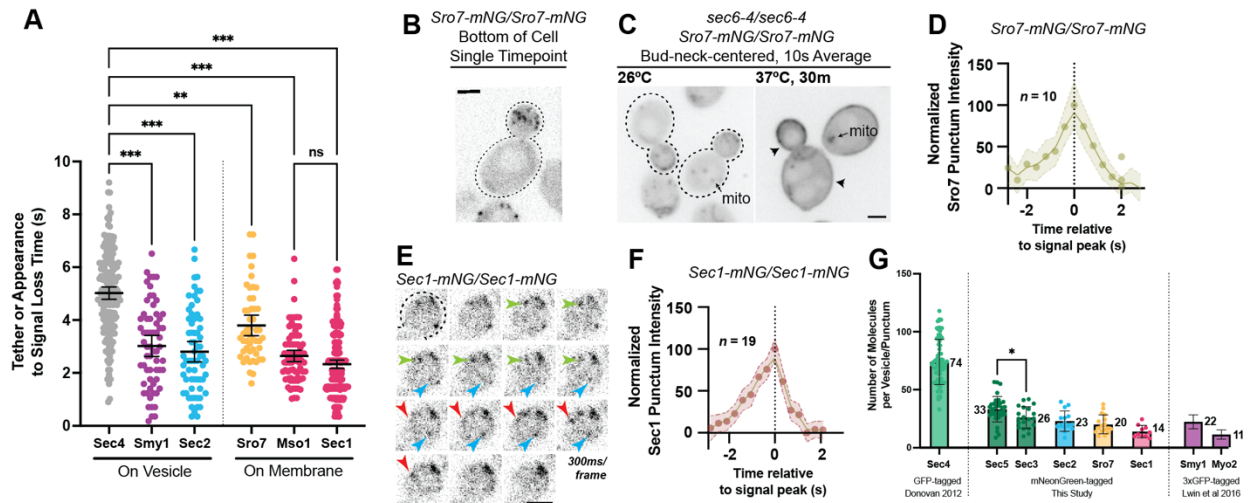 A
Tether or Appearance
to Signal Loss Time (s)
***
***
**
***
***
ns
10
8
6
4
2
0
Sec4
Smy1
Sec2
Sro7
Mso1
Sec1
On Vesicle
On Membrane
B
Sro7-mNG/Sro7-mNG
Bottom of Cell
Single Timepoint
C
sec6-4/sec6-4
Sro7-mNG/Sro7-mNG
Bud-neck-centered, 10s Average
26ºC
37ºC, 30m
mito
mito
D
Sro7-mNG/Sro7-mNG
Normalized
Sro7 Punctum Intensity
150
100
50
0
n = 10
-2
0
2
Time relative
to signal peak (s)
E
Sec1-mNG/Sec1-mNG
300ms/
frame
F
Sec1-mNG/Sec1-mNG
Normalized
Sec1 Punctum Intensity
150
100
50
0
n = 19
-2
0
2
Time relative
to signal peak (s)
G
Number of Molecules
per Vesicle/Punctum
150
100
50
0
74
33
*
26
23
20
14
22
11
Sec4
Sec5
Sec3
Sec2
Sro7
Sec1
Smy1
Myo2
GFP-tagged
Donovan 2012
mNeonGreen-tagged
This Study
3xGFP-tagged
Lwin et al 2016